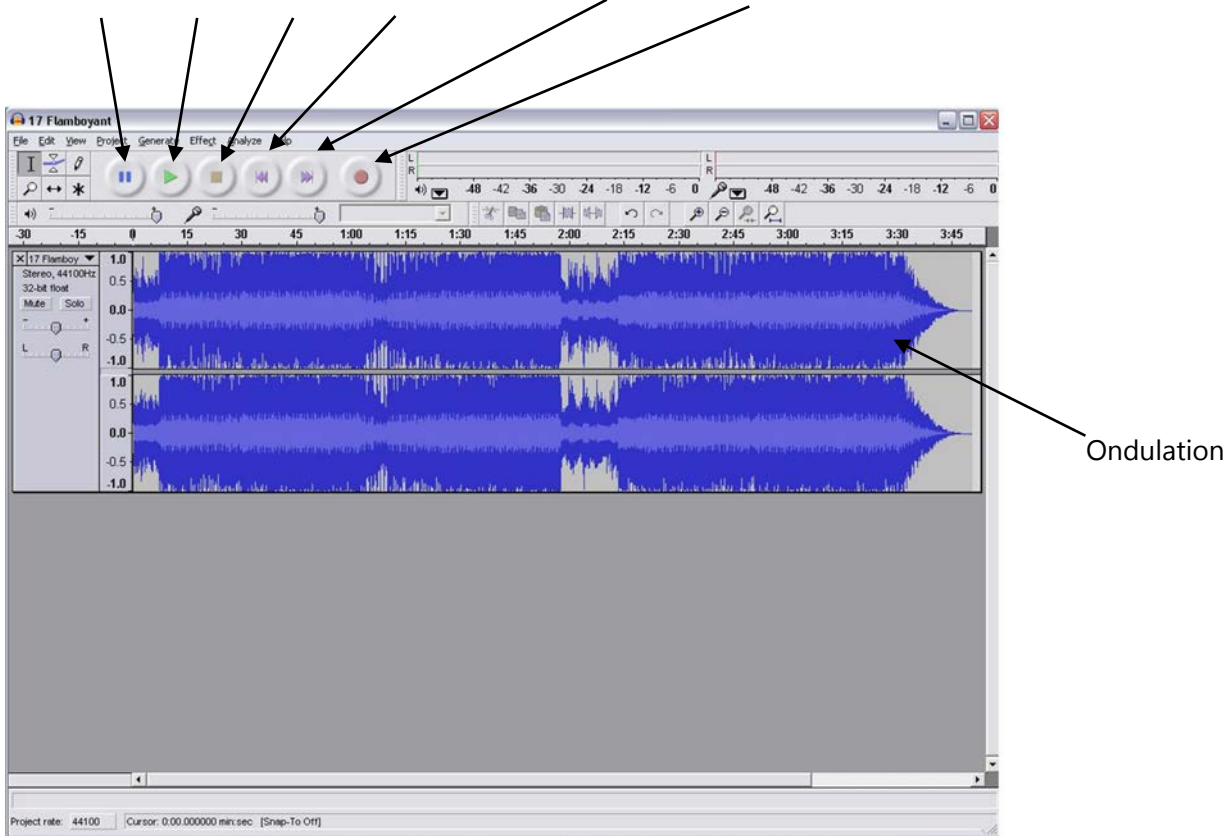 17 Flamboyant
File Edit View Project Generate Effect Analyze
L
R
-48 -42 -36 -30 -24 -18 -12 -6 0
L
R
-48 -42 -36 -30 -24 -18 -12 -6 0
-30 -15 0 15 30 45 1:00 1:15 1:30 1:45 2:00 2:15 2:30 2:45 3:00 3:15 3:30 3:45
17 Flamboy
Stereo, 44100Hz
32-bit float
Mute Solo
- +
L R
1.0
0.5
0.0
-0.5
-1.0
1.0
0.5
0.0
-0.5
-1.0
Ondulation
Project rate: 44100 Cursor: 0:00.000000 min:sec [Snap-To Off]